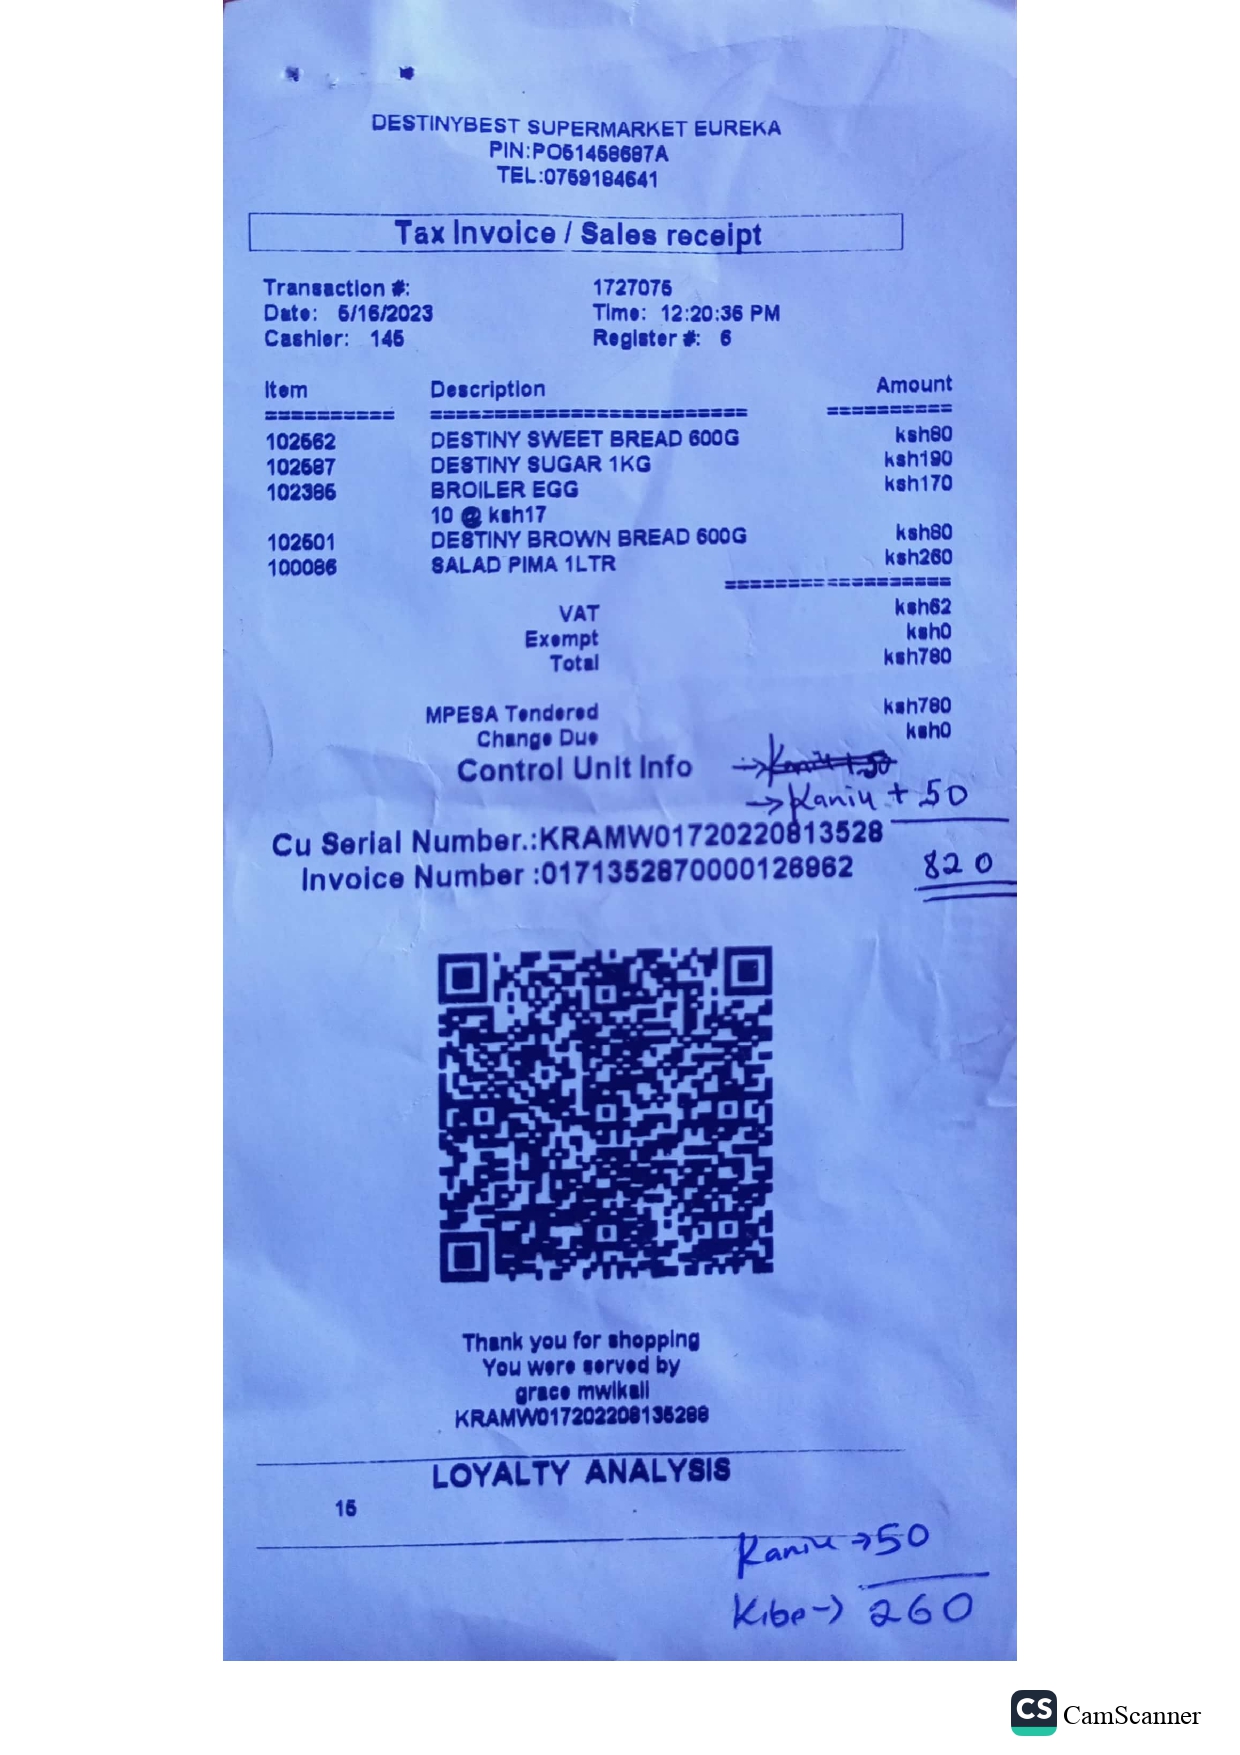 DESTINYBEST SUPERMARKET EUREKA
PIN:PO51458687A
TEL:0759184641
Tax Invoice / Sales receipt
Transaction #: 1727075
Date: 5/16/2023 Time: 12:20:36 PM
Cashier: 145 Register #: 6
Item Description Amount
========== ========================= ==========
102562 DESTINY SWEET BREAD 600G ksh80
102587 DESTINY SUGAR 1KG ksh190
102385 BROILER EGG ksh170
10 @ ksh17
102501 DESTINY BROWN BREAD 600G ksh80
100086 SALAD PIMA 1LTR ksh260
==================
VAT ksh62
Exempt ksh0
Total ksh780
MPESA Tendered ksh780
Change Due ksh0
Control Unit Info
→Kaniu + 50
Cu Serial Number.:KRAMW01720220813528
Invoice Number :0171352870000126962
820
Thank you for shopping
You were served by
grace mwikali
KRAMW017202208135288
LOYALTY ANALYSIS
15
Kaniu → 50
Kibe → 260
CS CamScanner